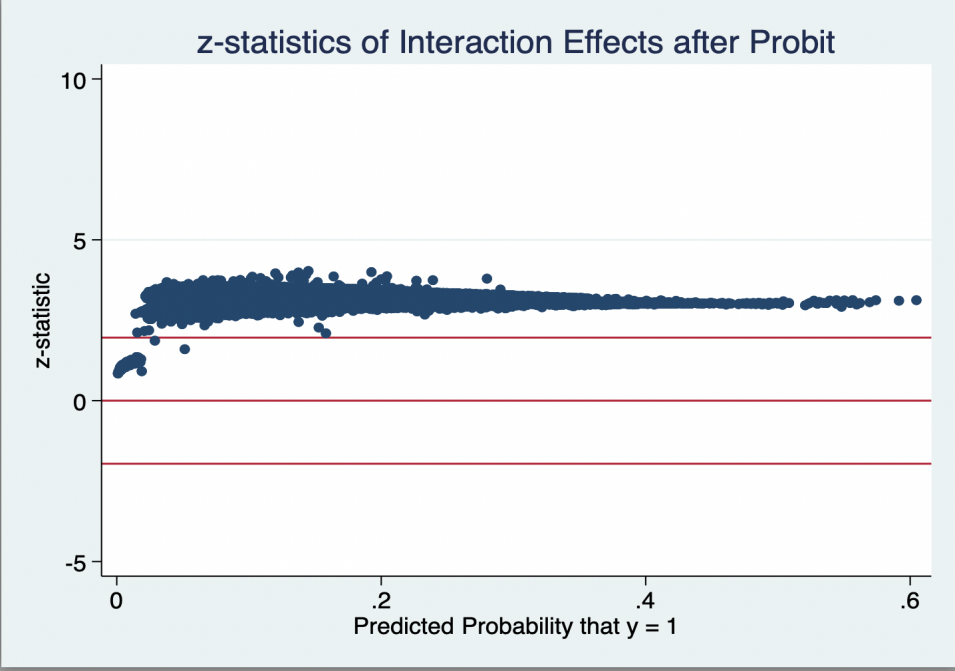 z-statistics of Interaction Effects after Probit
10
5
0
-5
z-statistic
0 .2 .4 .6
Predicted Probability that y = 1